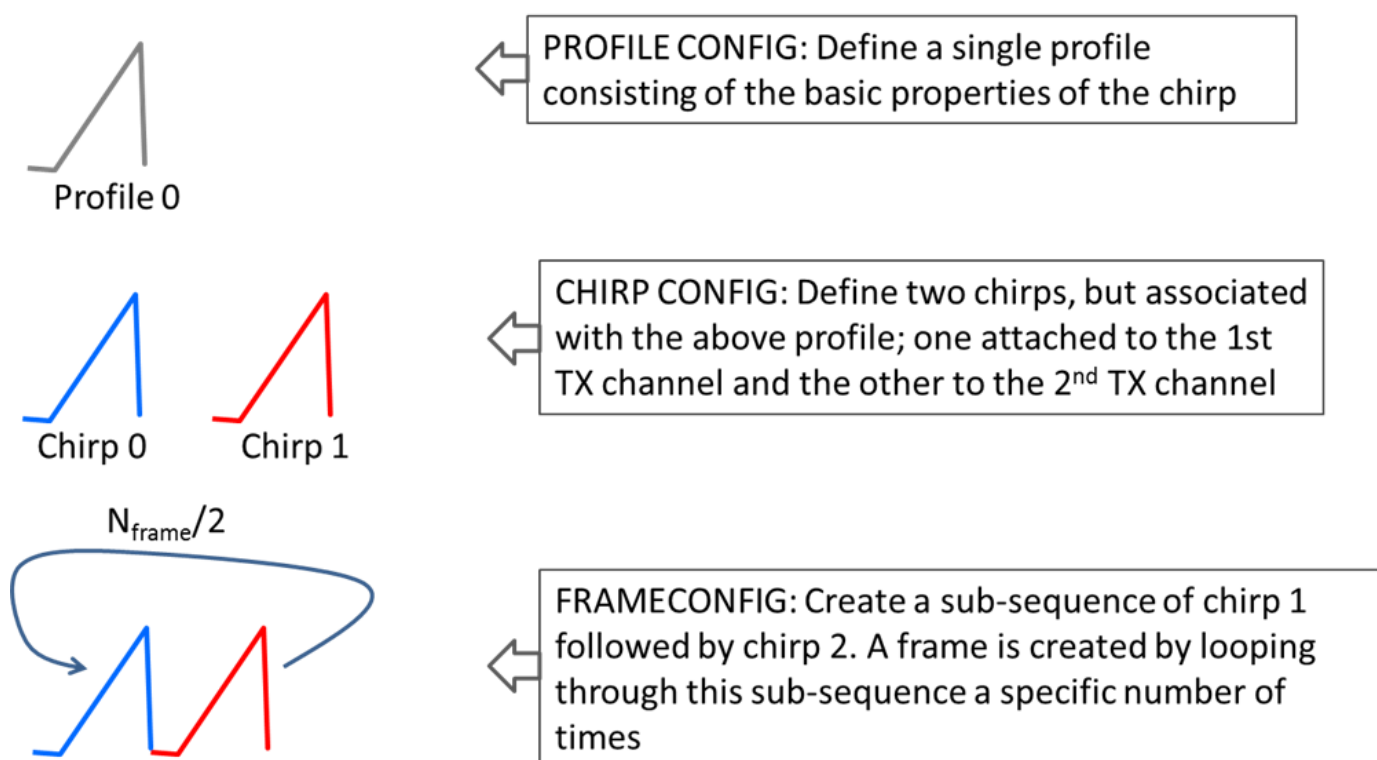 PROFILE CONFIG: Define a single profile
consisting of the basic properties of the chirp
Profile 0
CHIRP CONFIG: Define two chirps, but associated
with the above profile; one attached to the 1st
TX channel and the other to the 2nd TX channel
Chirp 0
Chirp 1
Nframe/2
FRAMECONFIG: Create a sub-sequence of chirp 1
followed by chirp 2. A frame is created by looping
through this sub-sequence a specific number of
times